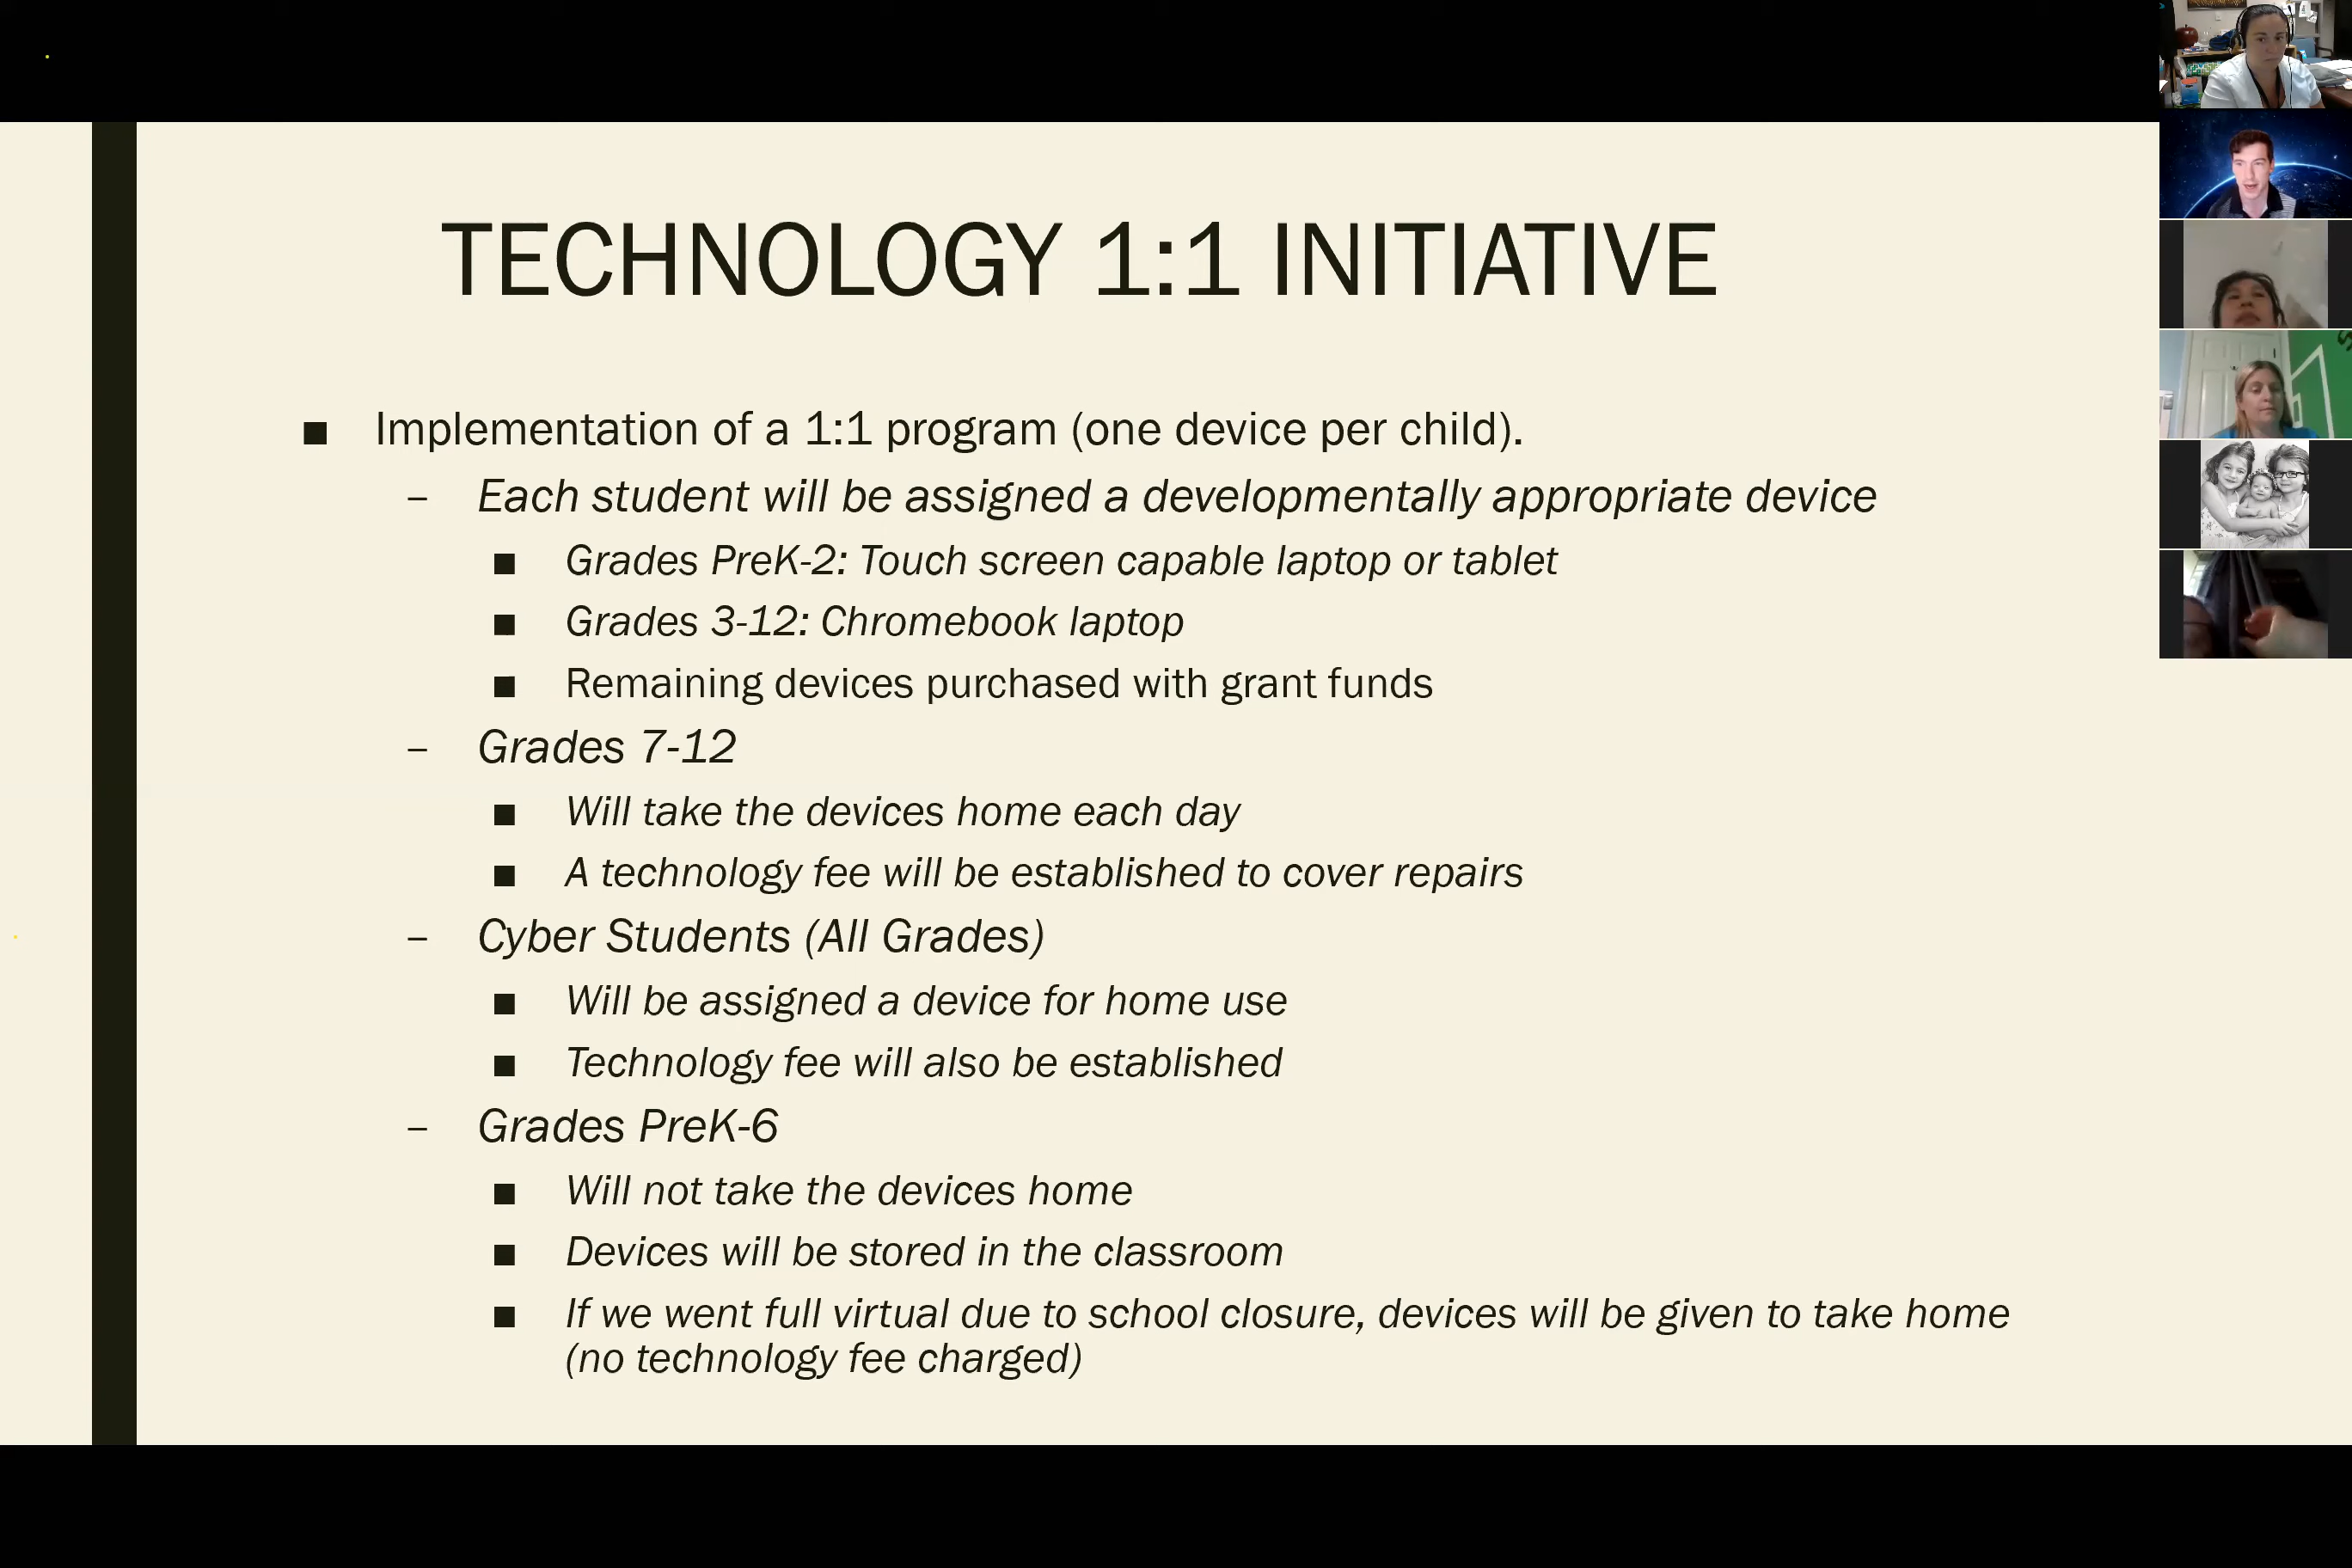 TECHNOLOGY 1:1 INITIATIVE
■ Implementation of a 1:1 program (one device per child).
– Each student will be assigned a developmentally appropriate device
■ Grades PreK-2: Touch screen capable laptop or tablet
■ Grades 3-12: Chromebook laptop
■ Remaining devices purchased with grant funds
– Grades 7-12
■ Will take the devices home each day
■ A technology fee will be established to cover repairs
– Cyber Students (All Grades)
■ Will be assigned a device for home use
■ Technology fee will also be established
– Grades PreK-6
■ Will not take the devices home
■ Devices will be stored in the classroom
■ If we went full virtual due to school closure, devices will be given to take home
(no technology fee charged)